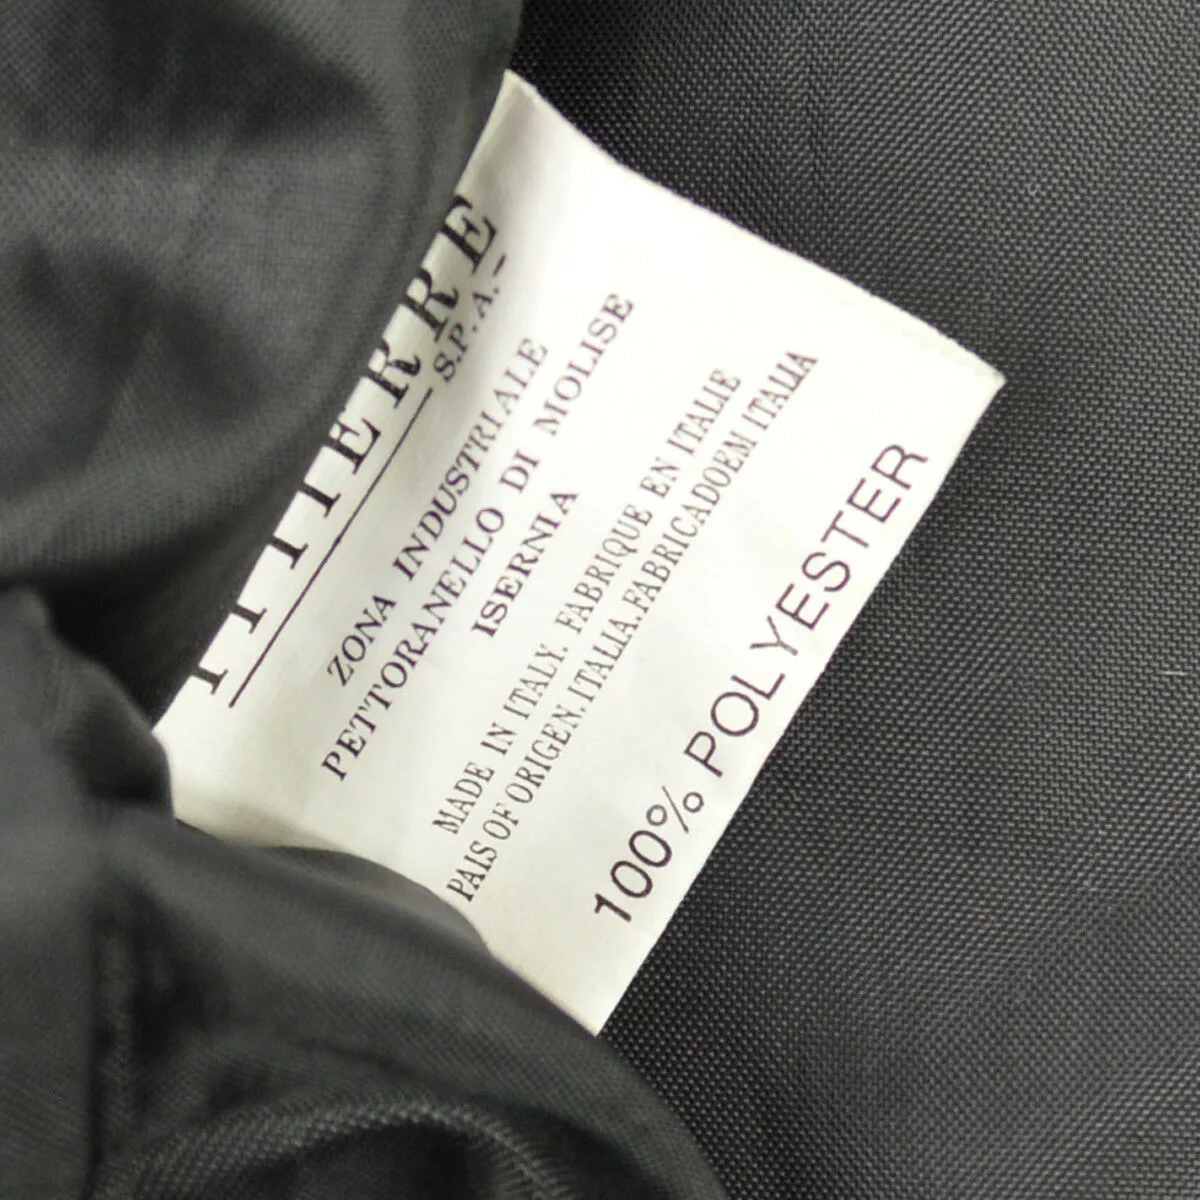 ITTIERRE
S.P.A.-
ZONA INDUSTRIALE
PETTORANELLO DI MOLISE
ISERNIA
MADE IN ITALY. FABRIQUE EN ITALIE
PAIS OF ORIGEN.ITALIA.FABRICADOEM ITALIA
100% POLYESTER